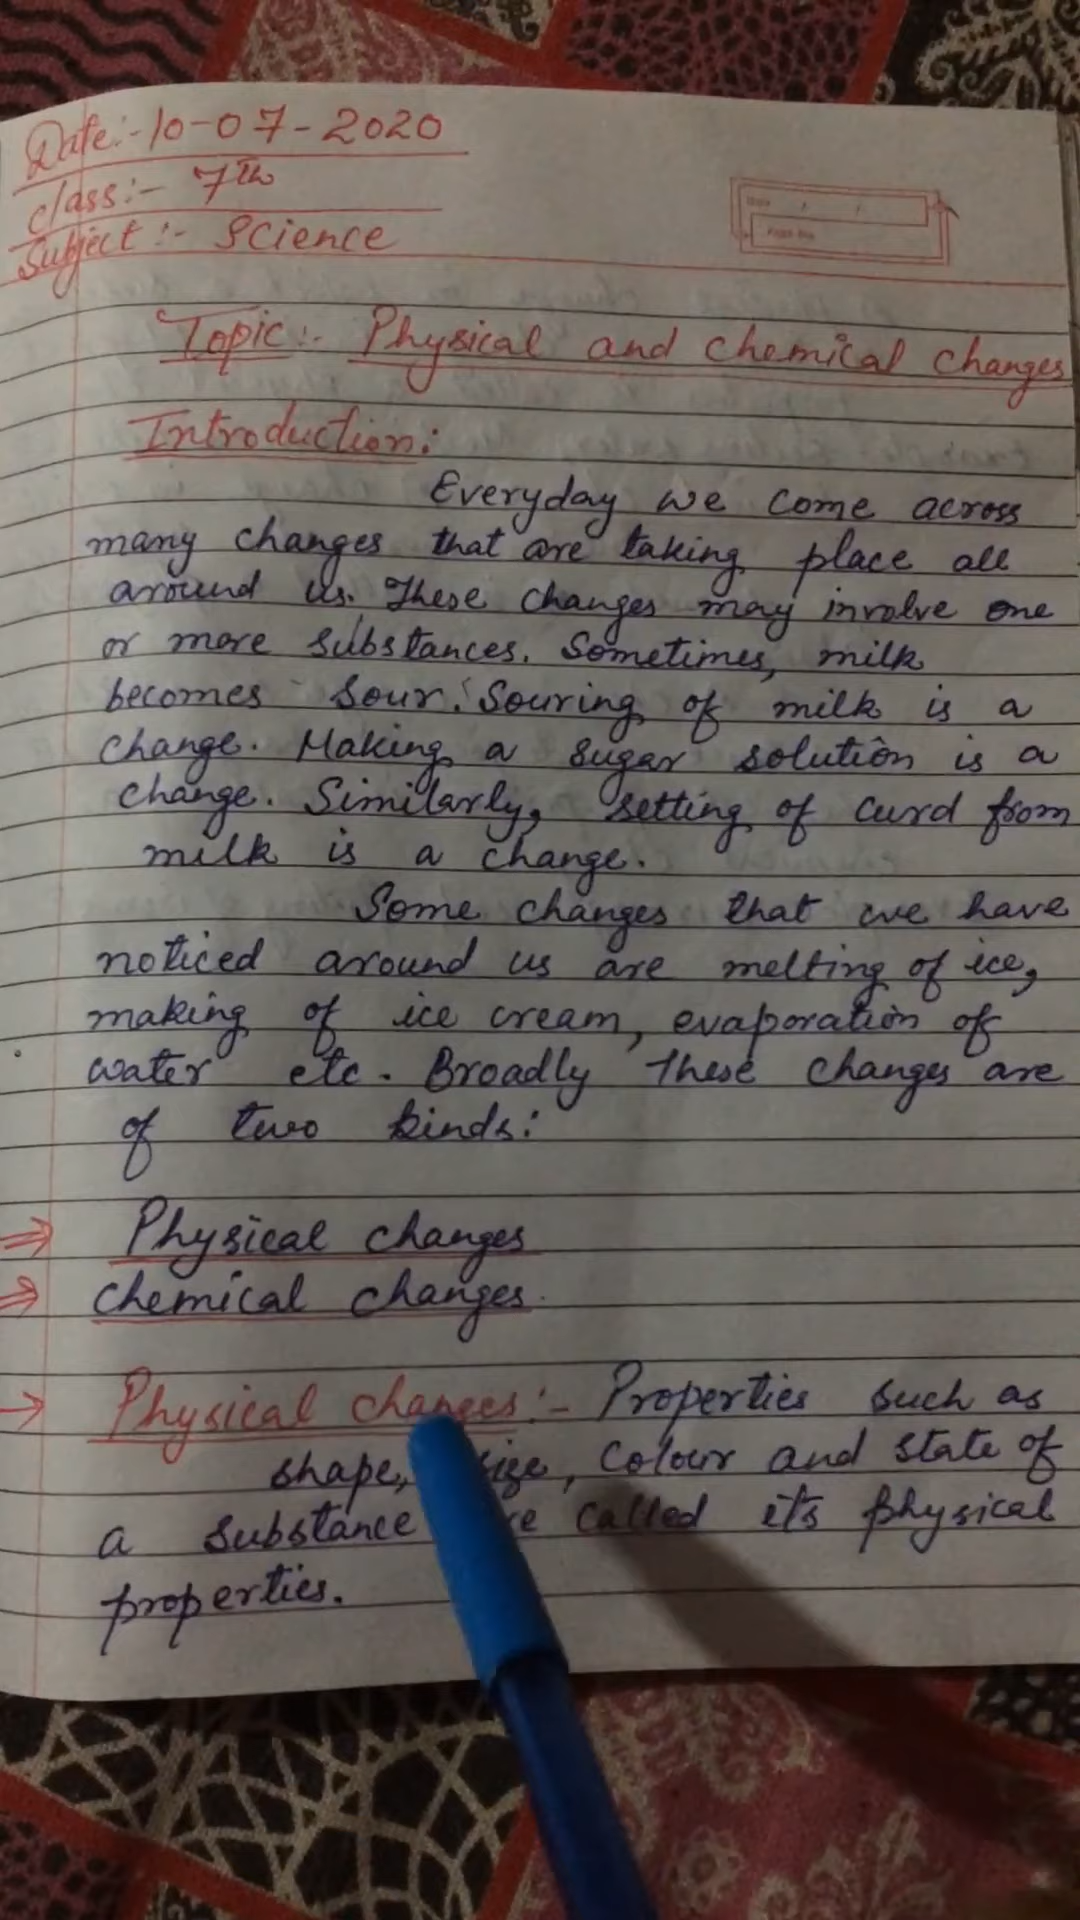 Date:- 10-07-2020
Class:- 7th
Subject:- Science
Topic:- Physical and Chemical Changes
Introduction:
Everyday we come across
many changes that are taking place all
around us. These changes may involve one
or more substances. Sometimes, milk
becomes sour. Souring of milk is a
change. Making a sugar solution is a
change. Similarly, setting of curd from
milk is a change.
Some changes that we have
noticed around us are melting of ice,
making of ice cream, evaporation of
water etc. Broadly these changes are
of two kinds:
⇒ Physical changes
⇒ Chemical changes.
→ Physical changes:- Properties such as
shape, size, colour and state of
a substance are called its physical
properties.